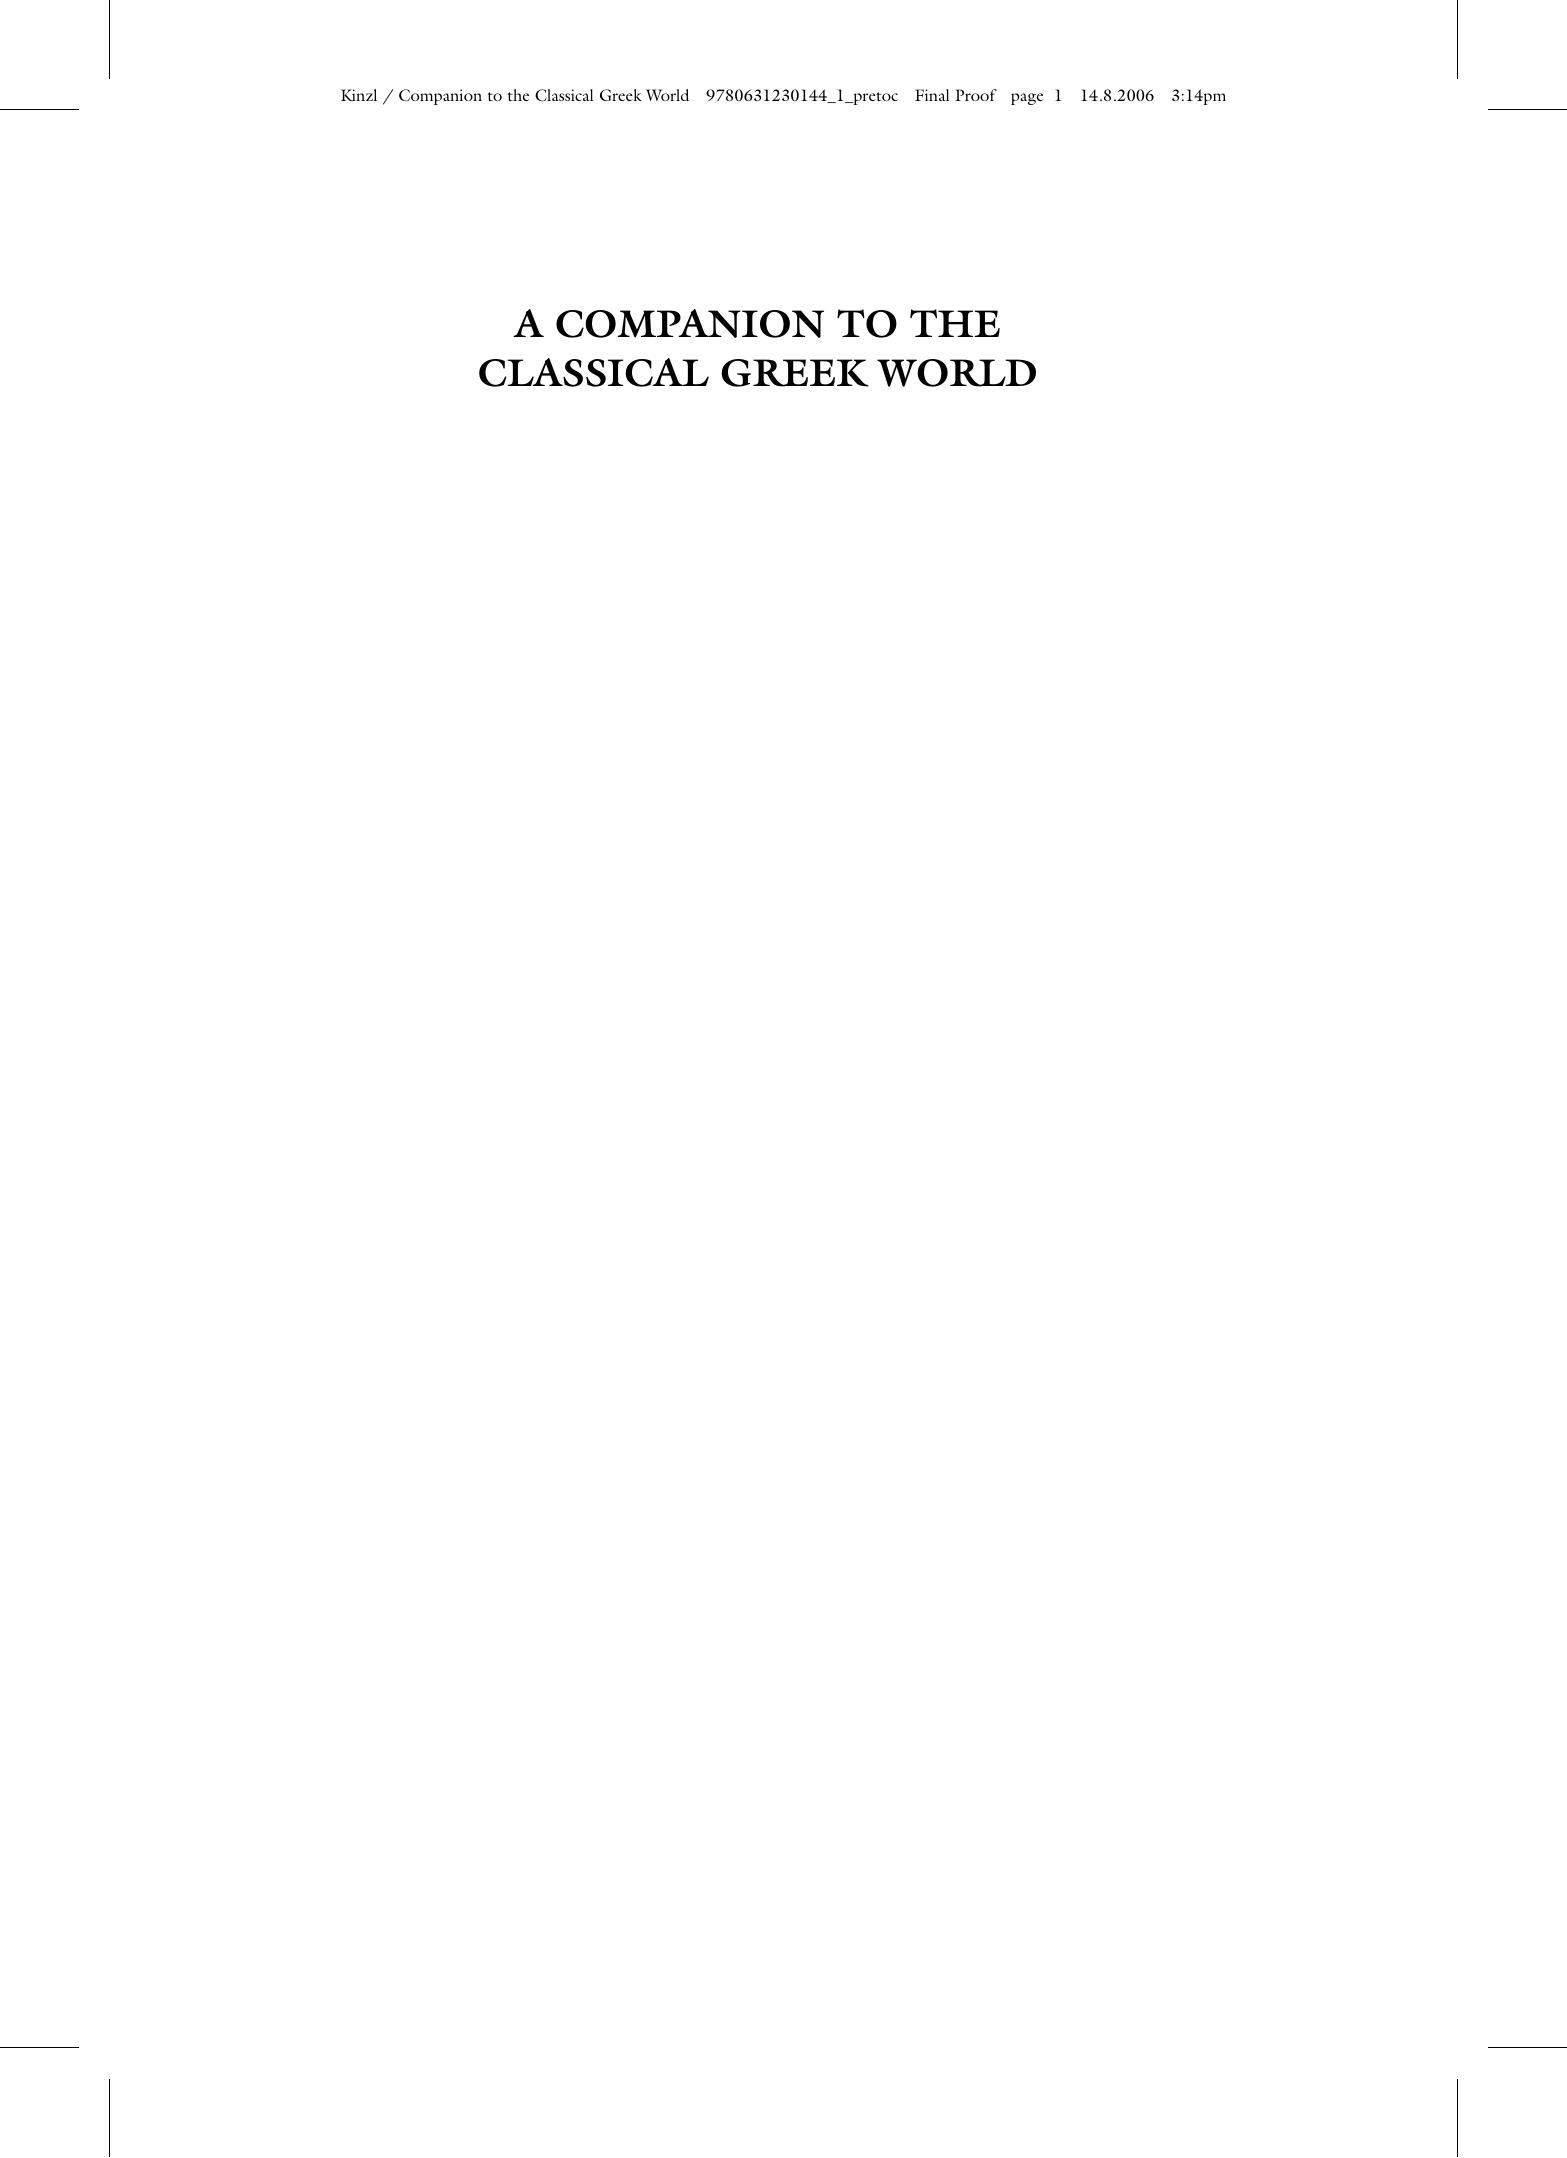 Kinzl / Companion to the Classical Greek World 9780631230144_1_pretoc Final Proof page 1 14.8.2006 3:14pm
A COMPANION TO THE
CLASSICAL GREEK WORLD